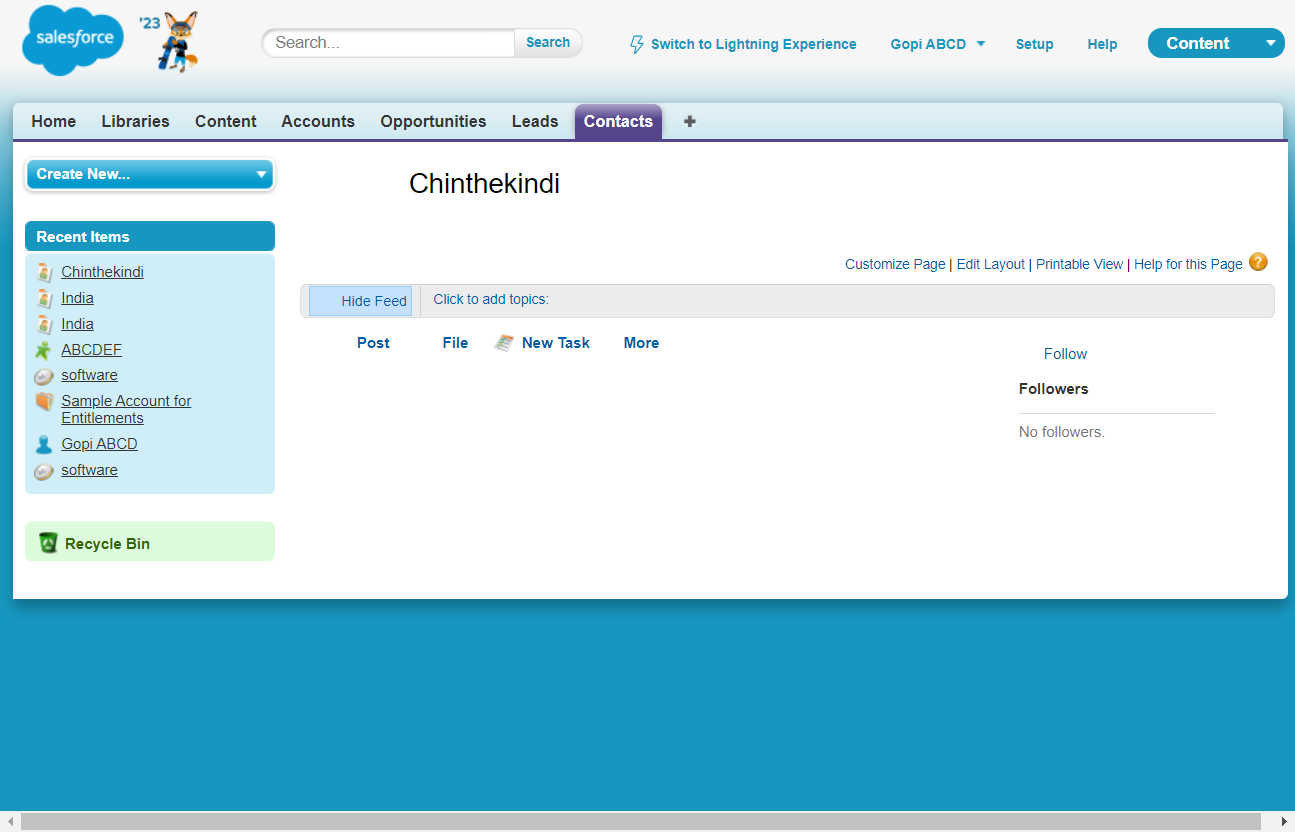 salesforce
'23
Search...
Search
Switch to Lightning Experience
Gopi ABCD
Setup
Help
Content
Home
Libraries
Content
Accounts
Opportunities
Leads
Contacts
Create New...
Chinthekindi
Recent Items
Chinthekindi
India
India
ABCDEF
software
Sample Account for
Entitlements
Gopi ABCD
software
Recycle Bin
Customize Page | Edit Layout | Printable View | Help for this Page ?
Hide Feed
Click to add topics:
Post
File
New Task
More
Follow
Followers
No followers.